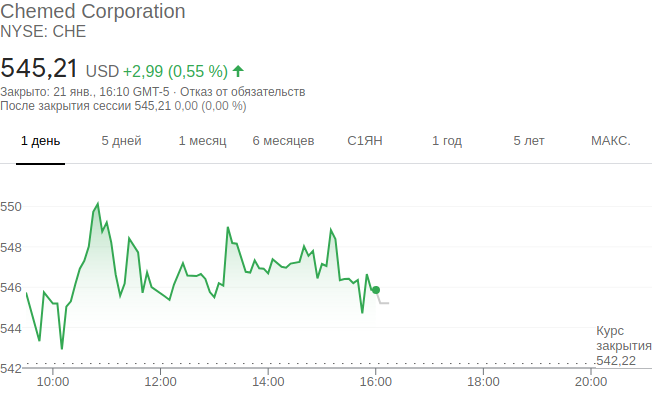 Chemed Corporation
NYSE: CHE
545,21 USD +2,99 (0,55 %)
Закрыто: 21 янв., 16:10 GMT-5 · Отказ от обязательств
После закрытия сессии 545,21 0,00 (0,00 %)
1 день 5 дней 1 месяц 6 месяцев С1ЯН 1 год 5 лет МАКС.
550
548
546
544
Курс
закрытия
542,22
542
10:00 12:00 14:00 16:00 18:00 20:00